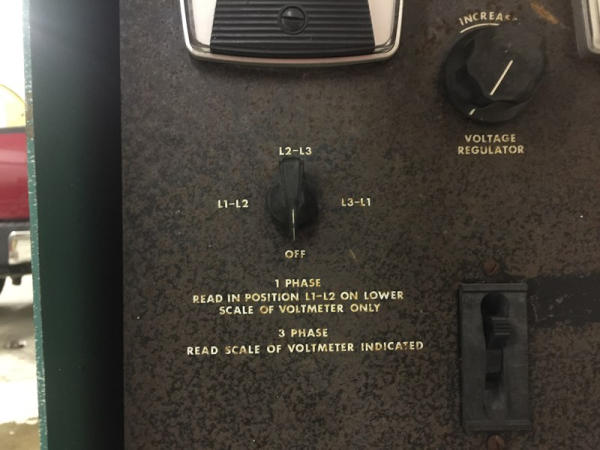 INCREASE
VOLTAGE
REGULATOR
L2-L3
L1-L2
L3-L1
OFF
1 PHASE
READ IN POSITION L1-L2 ON LOWER
SCALE OF VOLTMETER ONLY
3 PHASE
READ SCALE OF VOLTMETER INDICATED